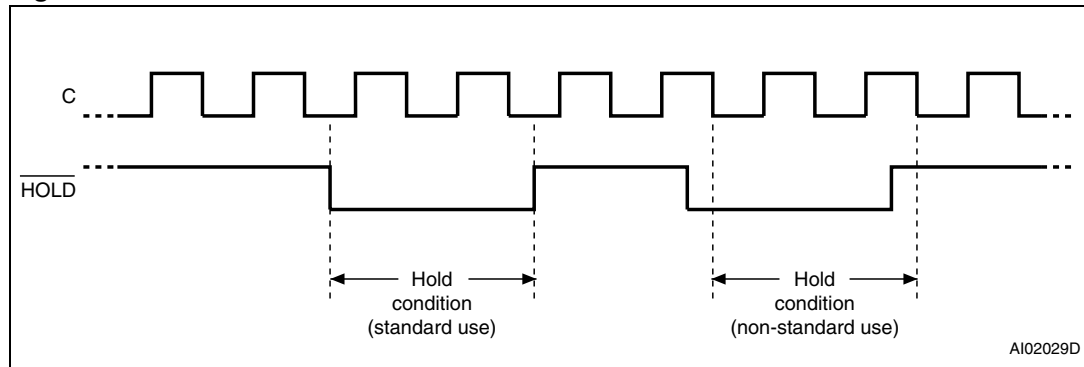 C
HOLD
Hold
condition
(standard use)
Hold
condition
(non-standard use)
AI02029D